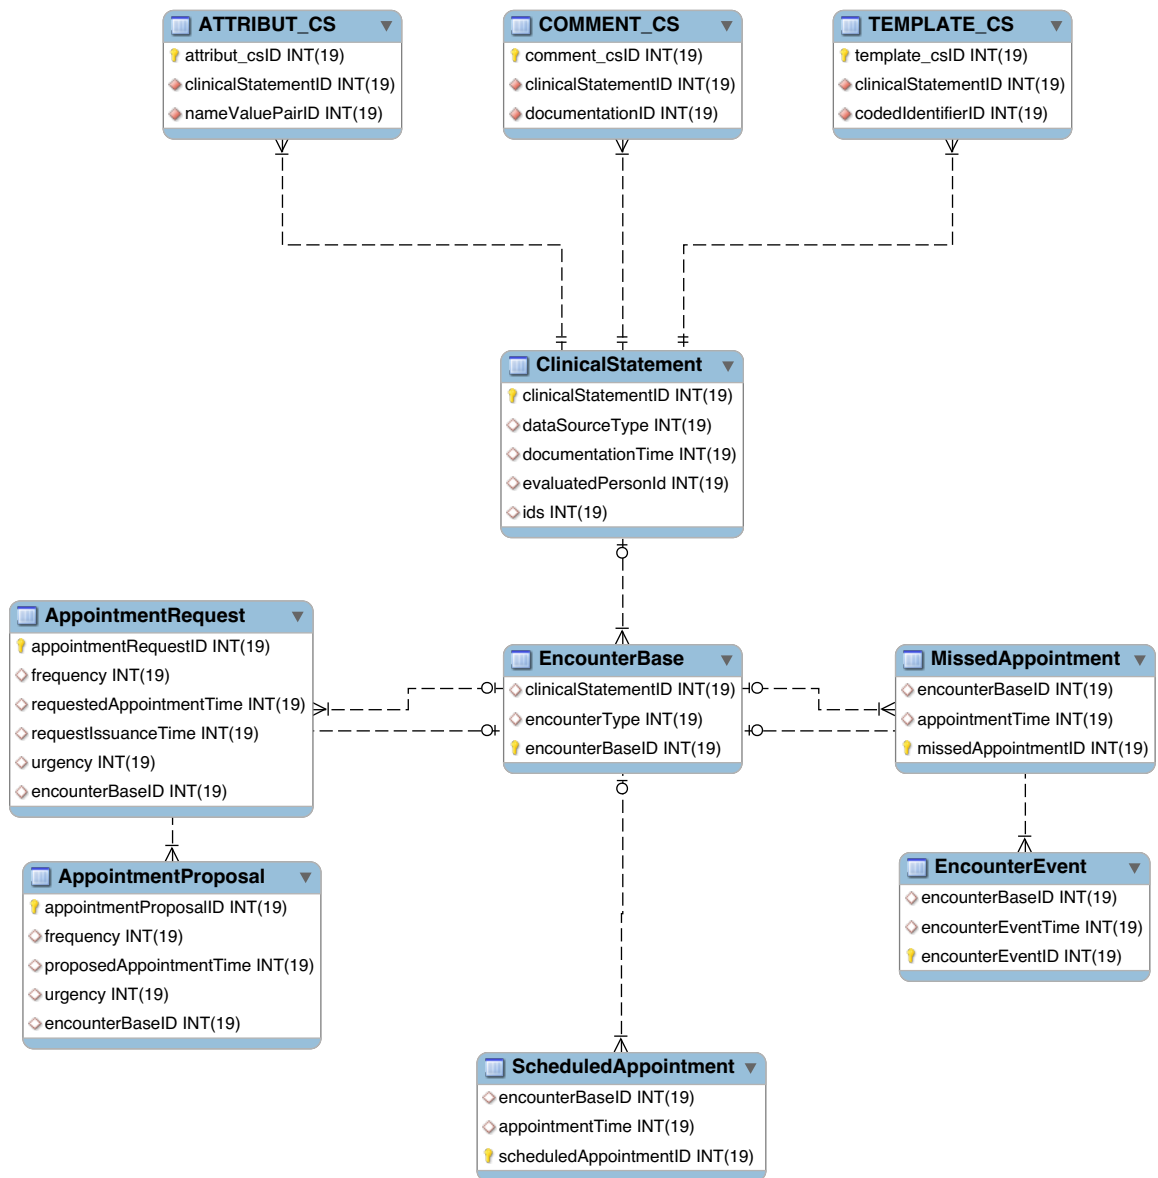 ATTRIBUT_CS
attribut_csID INT(19)
clinicalStatementID INT(19)
nameValuePairID INT(19)
COMMENT_CS
comment_csID INT(19)
clinicalStatementID INT(19)
documentationID INT(19)
TEMPLATE_CS
template_csID INT(19)
clinicalStatementID INT(19)
codedIdentifierID INT(19)
ClinicalStatement
clinicalStatementID INT(19)
dataSourceType INT(19)
documentationTime INT(19)
evaluatedPersonId INT(19)
ids INT(19)
AppointmentRequest
appointmentRequestID INT(19)
frequency INT(19)
requestedAppointmentTime INT(19)
requestIssuanceTime INT(19)
urgency INT(19)
encounterBaseID INT(19)
EncounterBase
clinicalStatementID INT(19)
encounterType INT(19)
encounterBaseID INT(19)
MissedAppointment
encounterBaseID INT(19)
appointmentTime INT(19)
missedAppointmentID INT(19)
AppointmentProposal
appointmentProposalID INT(19)
frequency INT(19)
proposedAppointmentTime INT(19)
urgency INT(19)
encounterBaseID INT(19)
EncounterEvent
encounterBaseID INT(19)
encounterEventTime INT(19)
encounterEventID INT(19)
ScheduledAppointment
encounterBaseID INT(19)
appointmentTime INT(19)
scheduledAppointmentID INT(19)